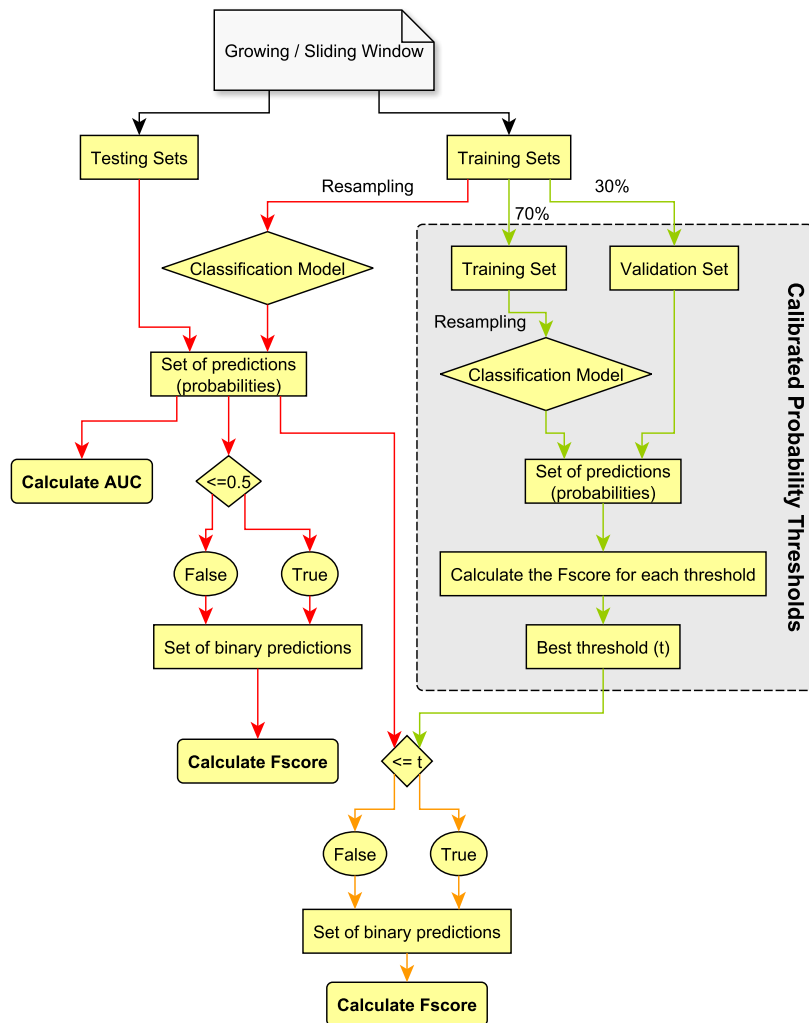 Growing / Sliding Window
Testing Sets
Training Sets
Resampling
70%
30%
Classification Model
Training Set
Validation Set
Resampling
Classification Model
Set of predictions
(probabilities)
Calculate AUC
<=0.5
Set of predictions
(probabilities)
False
True
Calculate the Fscore for each threshold
Set of binary predictions
Best threshold (t)
Calibrated Probability Thresholds
Calculate Fscore
<= t
False
True
Set of binary predictions
Calculate Fscore